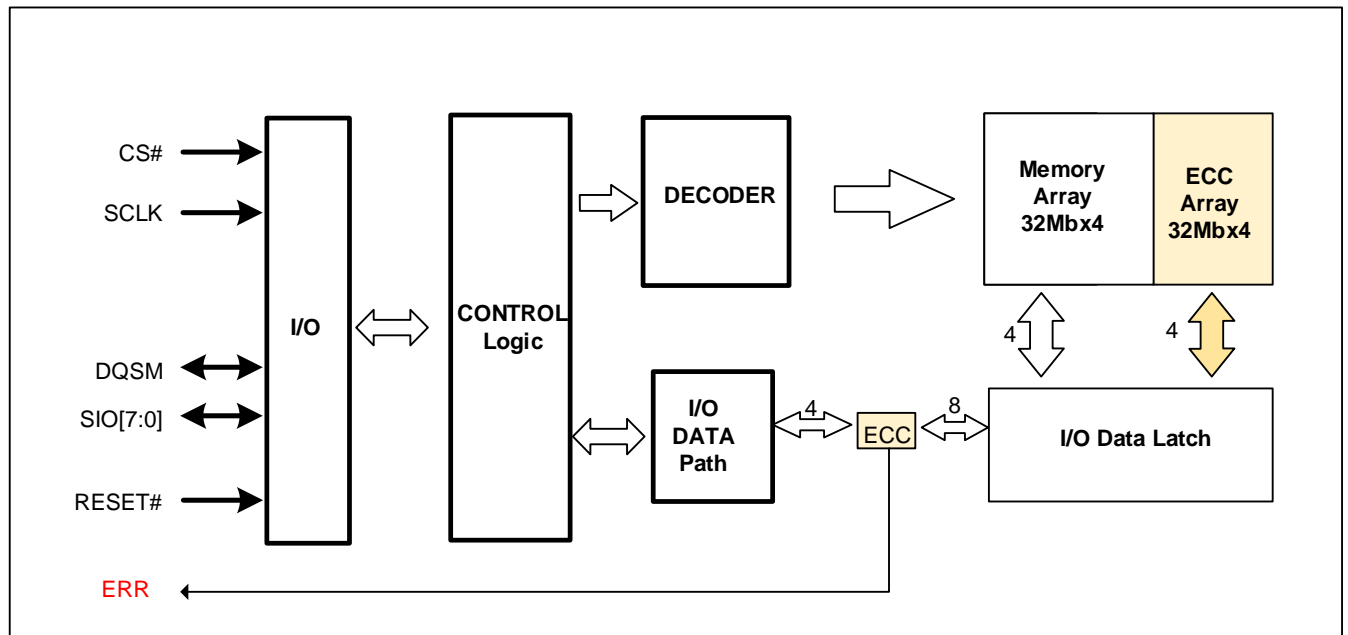 CS#
SCLK
DQSM
SIO[7:0]
RESET#
ERR
I/O
CONTROL
Logic
DECODER
I/O
DATA
Path
4
ECC
8
Memory
Array
32Mbx4
ECC
Array
32Mbx4
4
4
I/O Data Latch